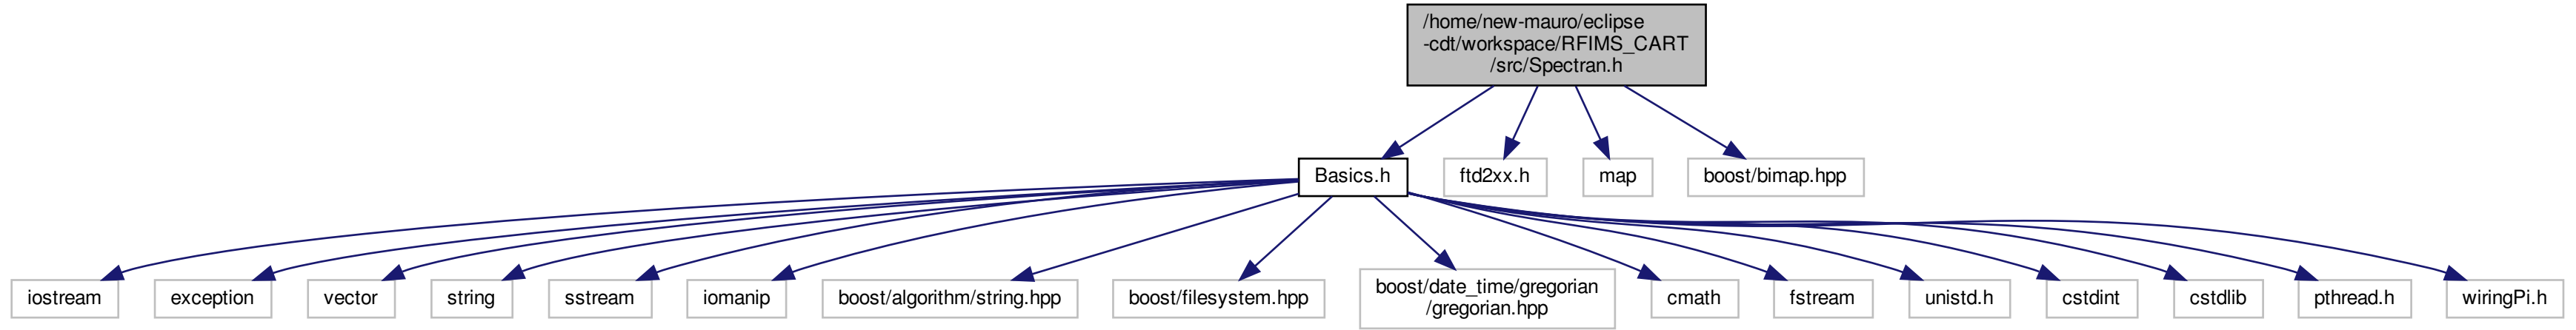 /home/new-mauro/eclipse
-cdt/workspace/RFIMS_CART
/src/Spectran.h
Basics.h
ftd2xx.h
map
boost/bimap.hpp
iostream
exception
vector
string
sstream
iomanip
boost/algorithm/string.hpp
boost/filesystem.hpp
boost/date_time/gregorian
/gregorian.hpp
cmath
fstream
unistd.h
cstdint
cstdlib
pthread.h
wiringPi.h